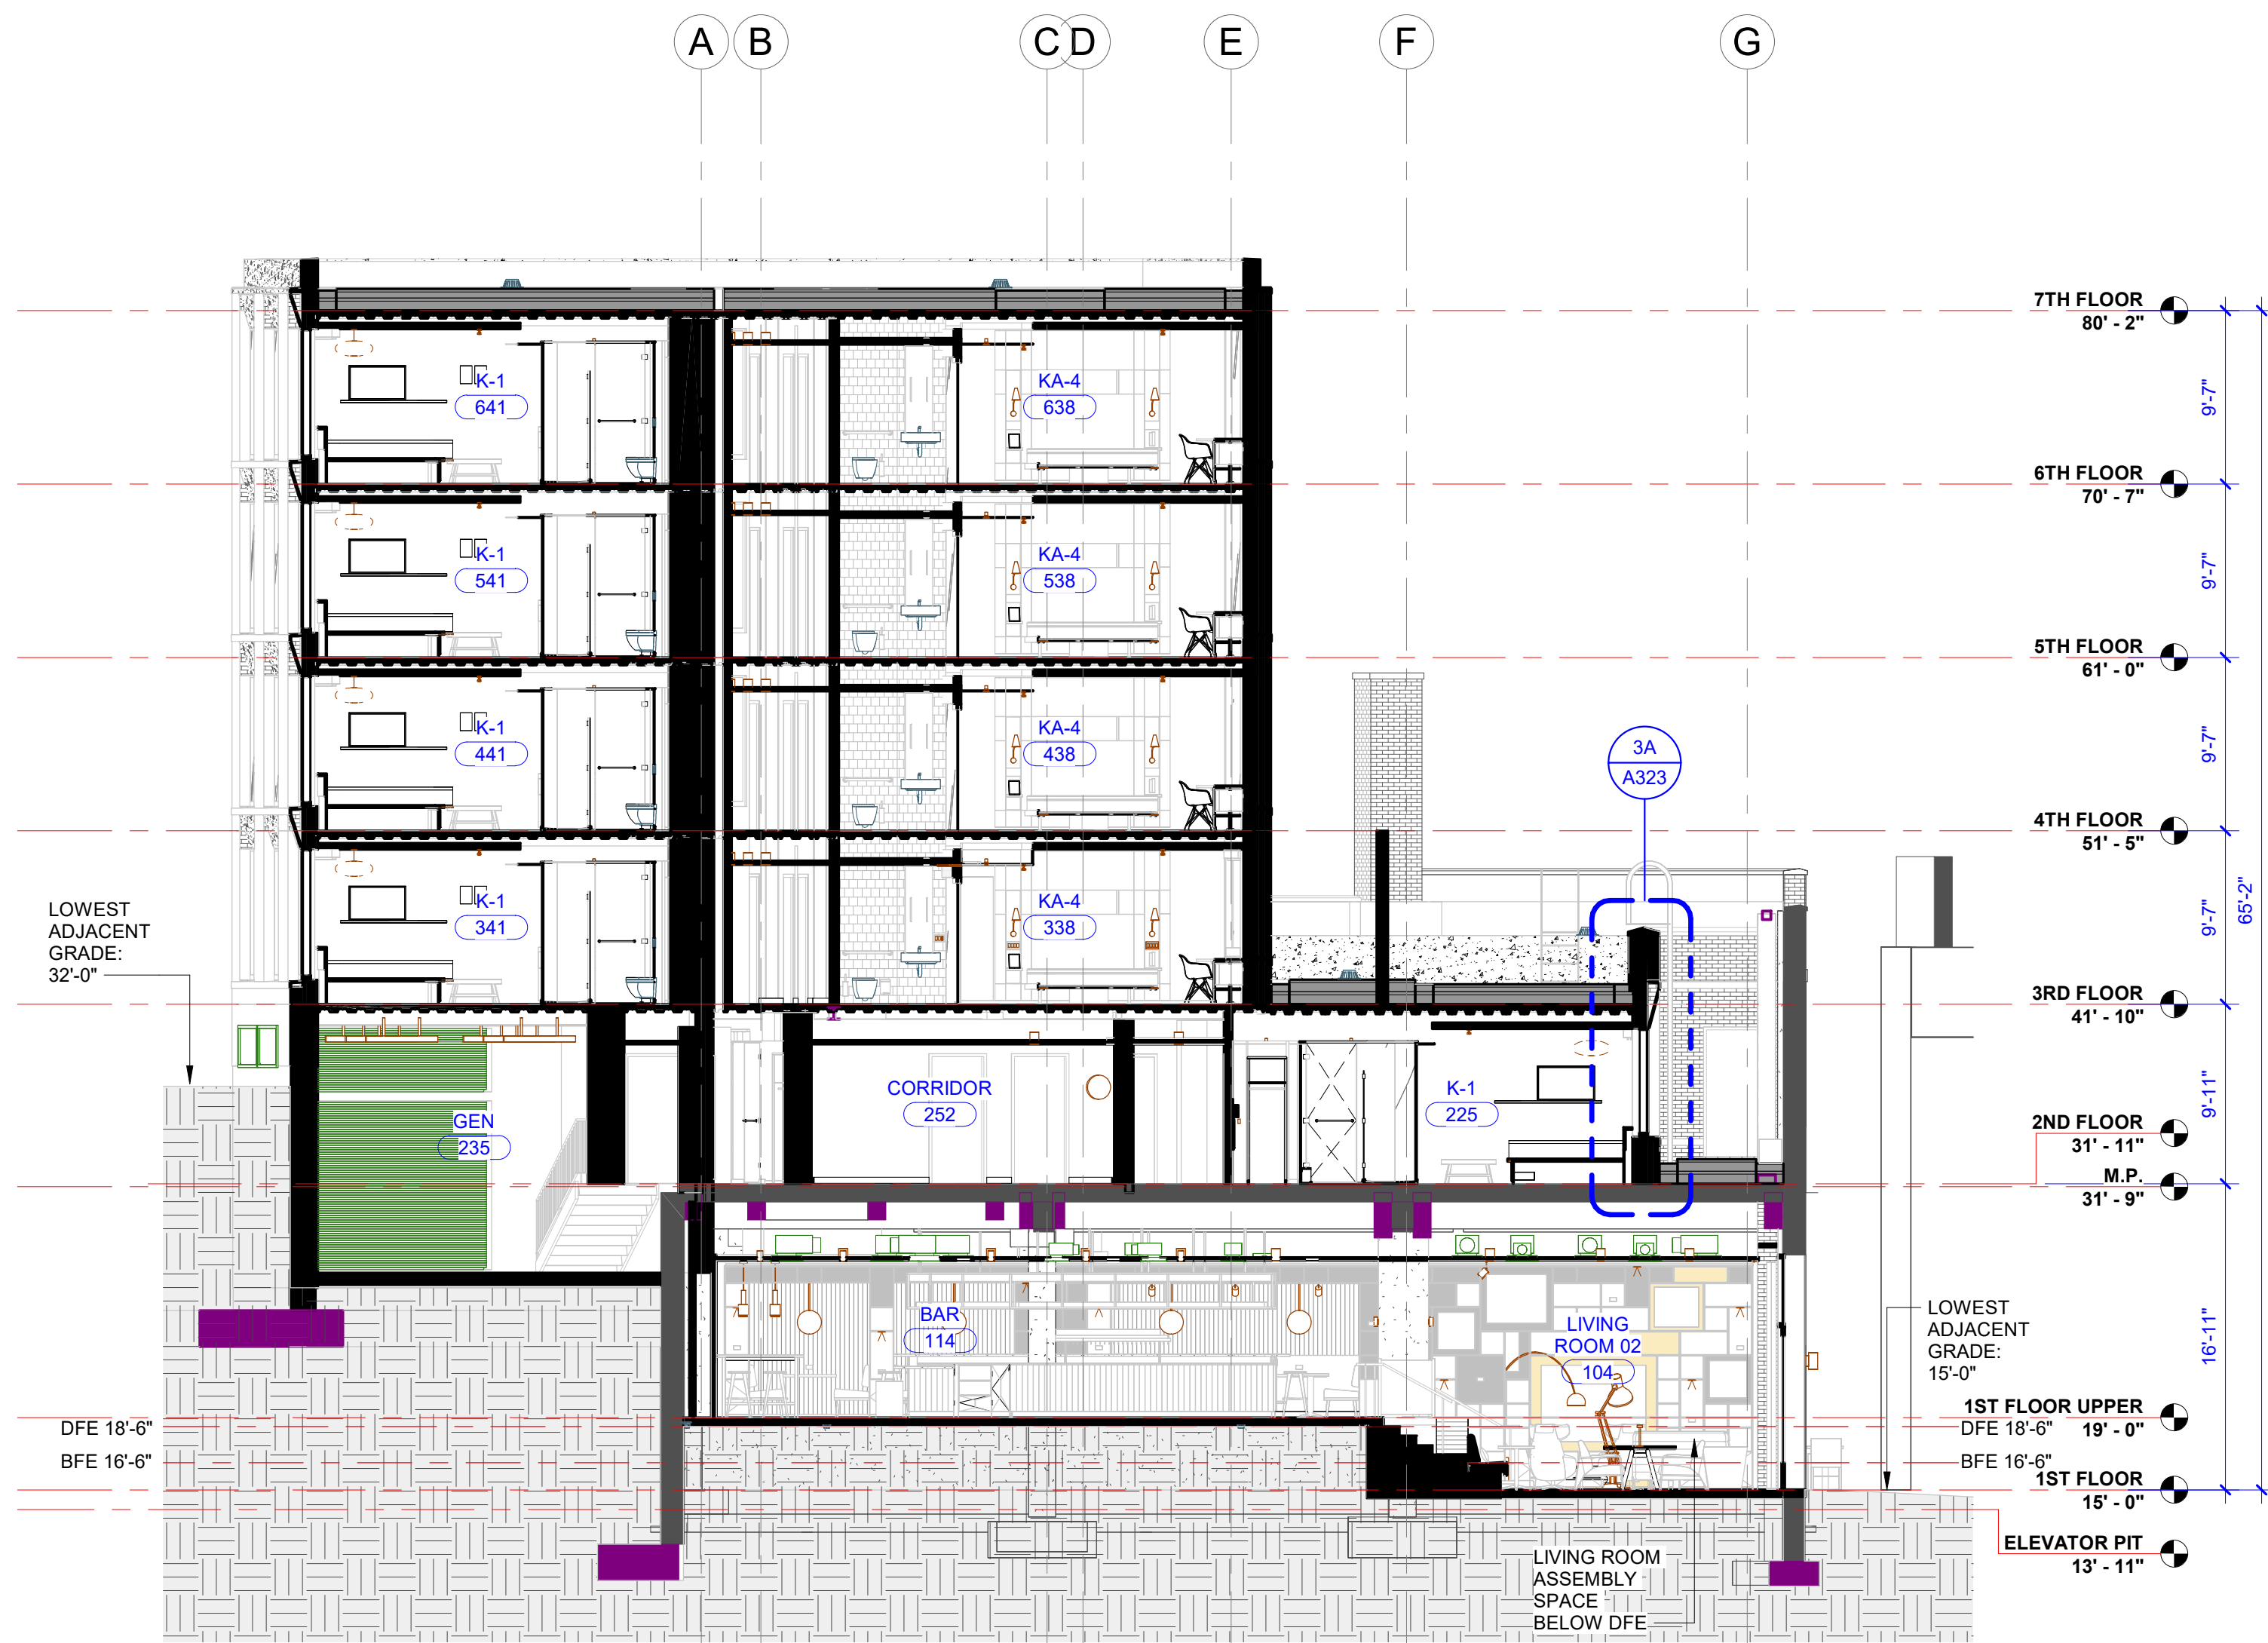 A
B
C
D
E
F
G
7TH FLOOR
80' - 2"
9'-7"
K-1
641
KA-4
638
6TH FLOOR
70' - 7"
9'-7"
K-1
541
KA-4
538
5TH FLOOR
61' - 0"
9'-7"
K-1
441
KA-4
438
3A
A323
4TH FLOOR
51' - 5"
9'-7"
65'-2"
K-1
341
KA-4
338
LOWEST
ADJACENT
GRADE:
32'-0"
3RD FLOOR
41' - 10"
9'-11"
GEN
235
CORRIDOR
252
K-1
225
2ND FLOOR
31' - 11"
M.P.
31' - 9"
16'-11"
BAR
114
LIVING
ROOM 02
104
LOWEST
ADJACENT
GRADE:
15'-0"
1ST FLOOR UPPER
19' - 0"
DFE 18'-6"
DFE 18'-6"
BFE 16'-6"
BFE 16'-6"
1ST FLOOR
15' - 0"
ELEVATOR PIT
13' - 11"
LIVING ROOM
ASSEMBLY
SPACE
BELOW DFE